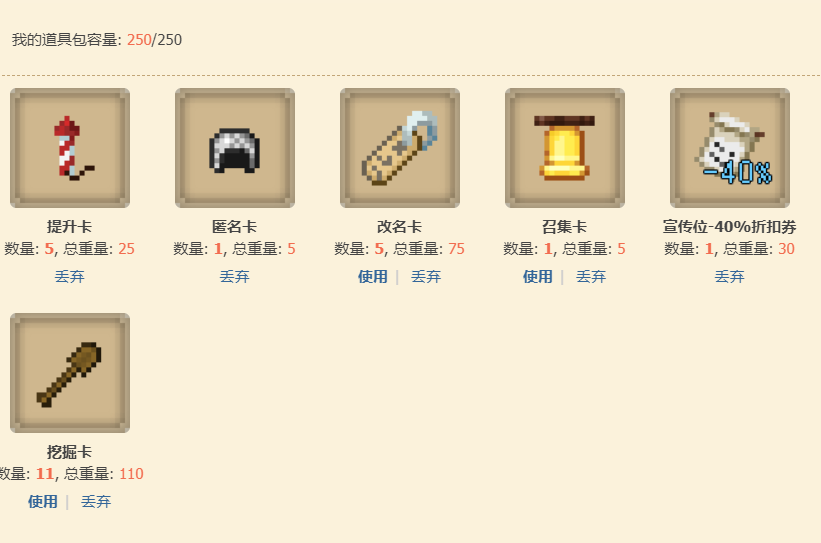 我的道具包容量: 250/250
提升卡 匿名卡 改名卡 召集卡 宣传位-40%折扣券
数量: 5, 总重量: 25 数量: 1, 总重量: 5 数量: 5, 总重量: 75 数量: 1, 总重量: 5 数量: 1, 总重量: 30
丢弃 丢弃 使用 | 丢弃 使用 | 丢弃 丢弃
-40%
挖掘卡
数量: 11, 总重量: 110
使用 | 丢弃